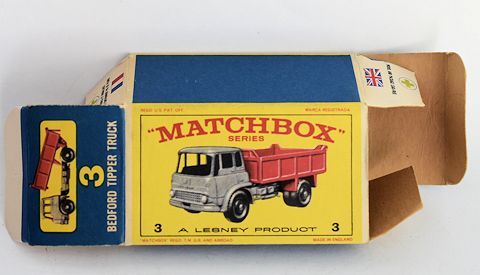 3
BEDFORD TIPPER TRUCK
REGD U.S. PAT. OFF.
MARCA REGISTRADA
"MATCHBOX"
SERIES
3
A LESNEY PRODUCT
3
"MATCHBOX" REGD. T.M. U.K. AND ABROAD
MADE IN ENGLAND